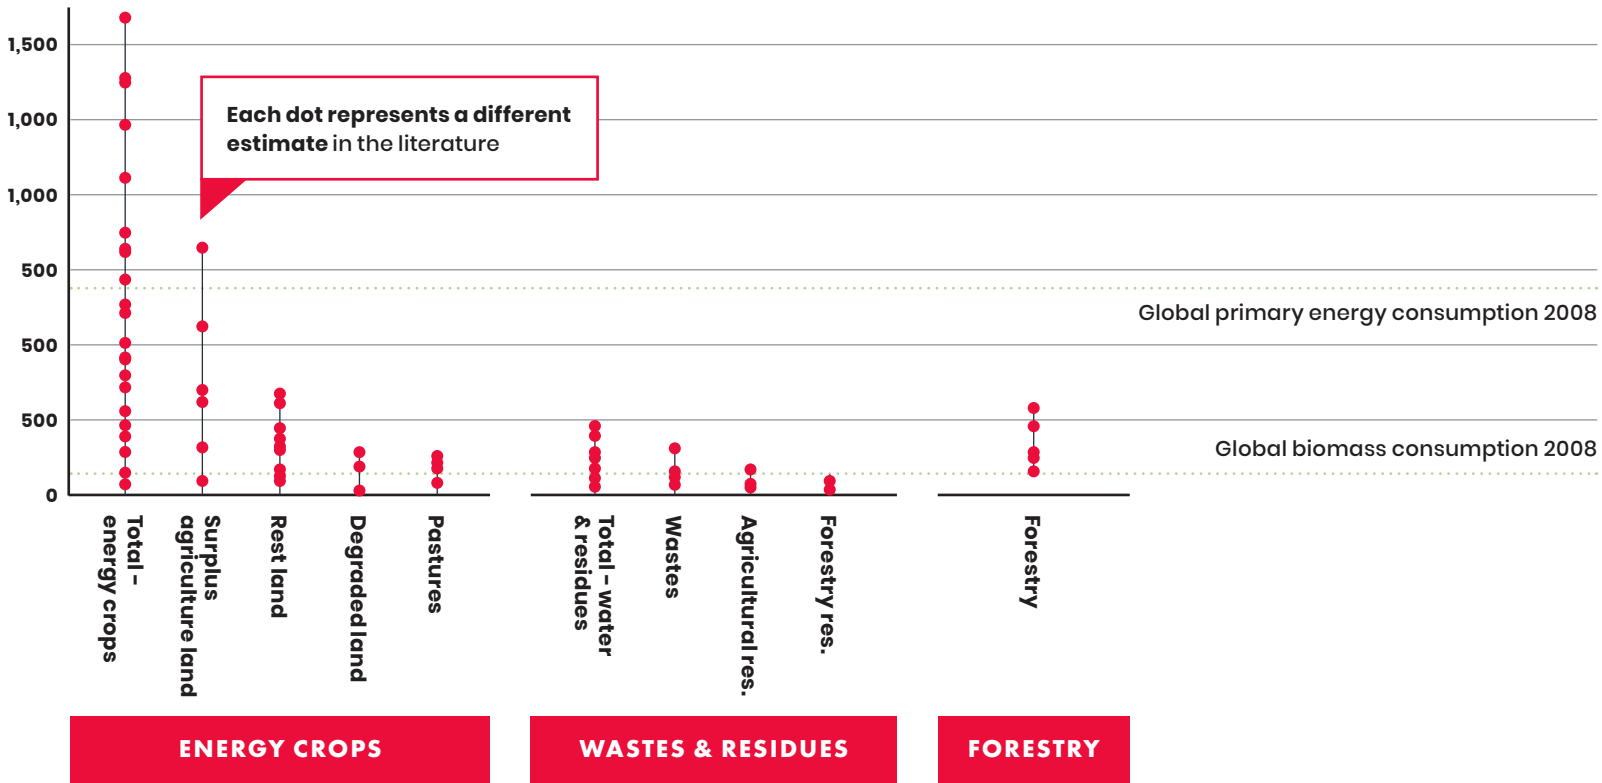 1,500
1,000
1,000
500
500
500
0
Each dot represents a different
estimate in the literature
Global primary energy consumption 2008
Global biomass consumption 2008
Total –
energy crops
Surplus
agriculture land
Rest land
Degraded land
Pastures
Total – water
& residues
Wastes
Agricultural res.
Forestry res.
Forestry
ENERGY CROPS
WASTES & RESIDUES
FORESTRY